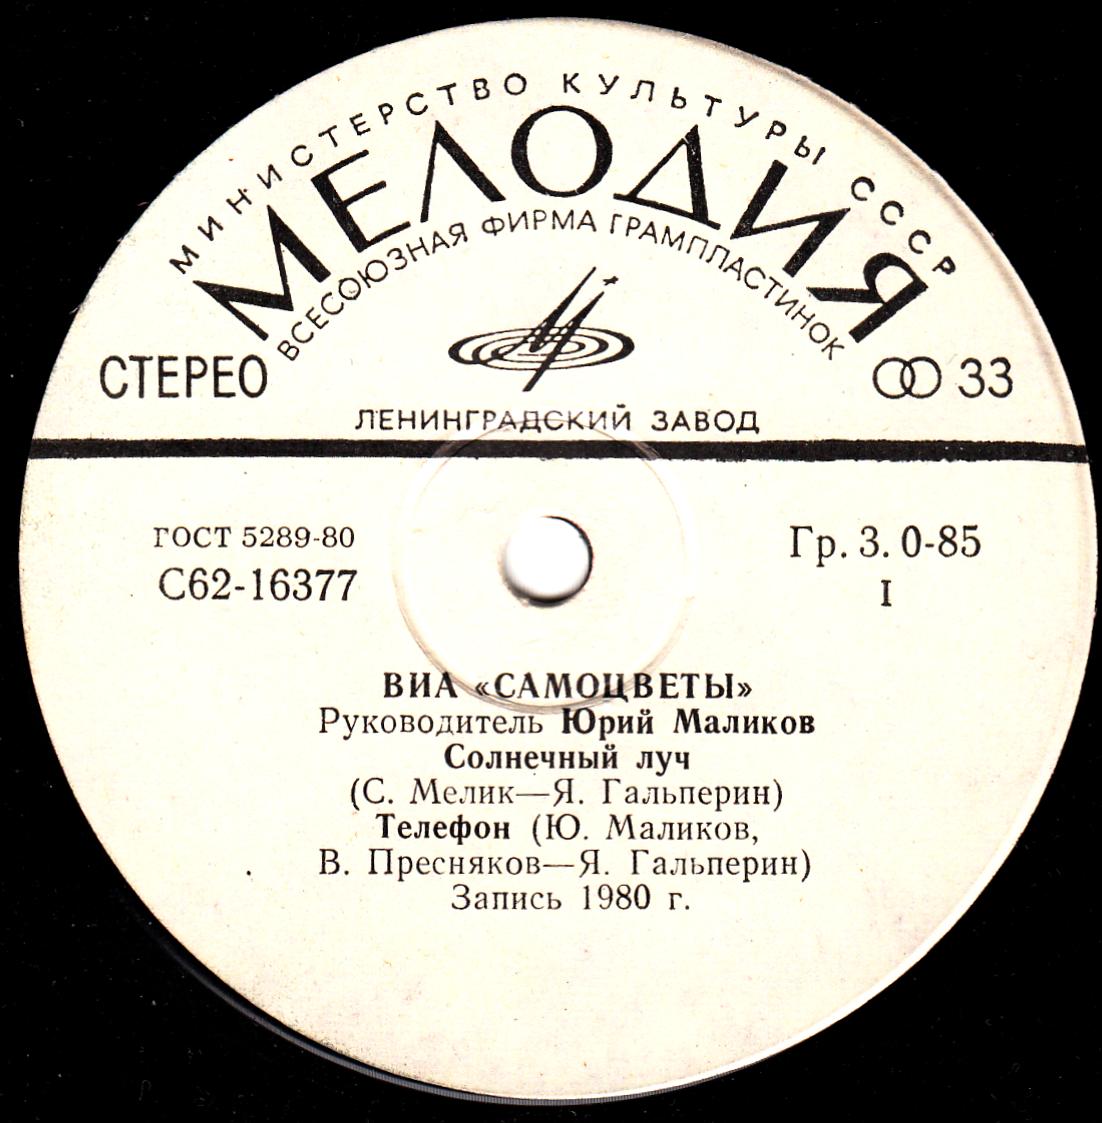 МИНИСТЕРСТВО КУЛЬТУРЫ СССР
МЕЛОДИЯ
ВСЕСОЮЗНАЯ ФИРМА ГРАМПЛАСТИНОК
СТЕРЕО
33
ЛЕНИНГРАДСКИЙ ЗАВОД
ГОСТ 5289-80
Гр. 3. 0-85
С62-16377
I
ВИА «САМОЦВЕТЫ»
Руководитель Юрий Маликов
Солнечный луч
(С. Мелик—Я. Гальперин)
Телефон (Ю. Маликов,
В. Пресняков—Я. Гальперин)
Запись 1980 г.